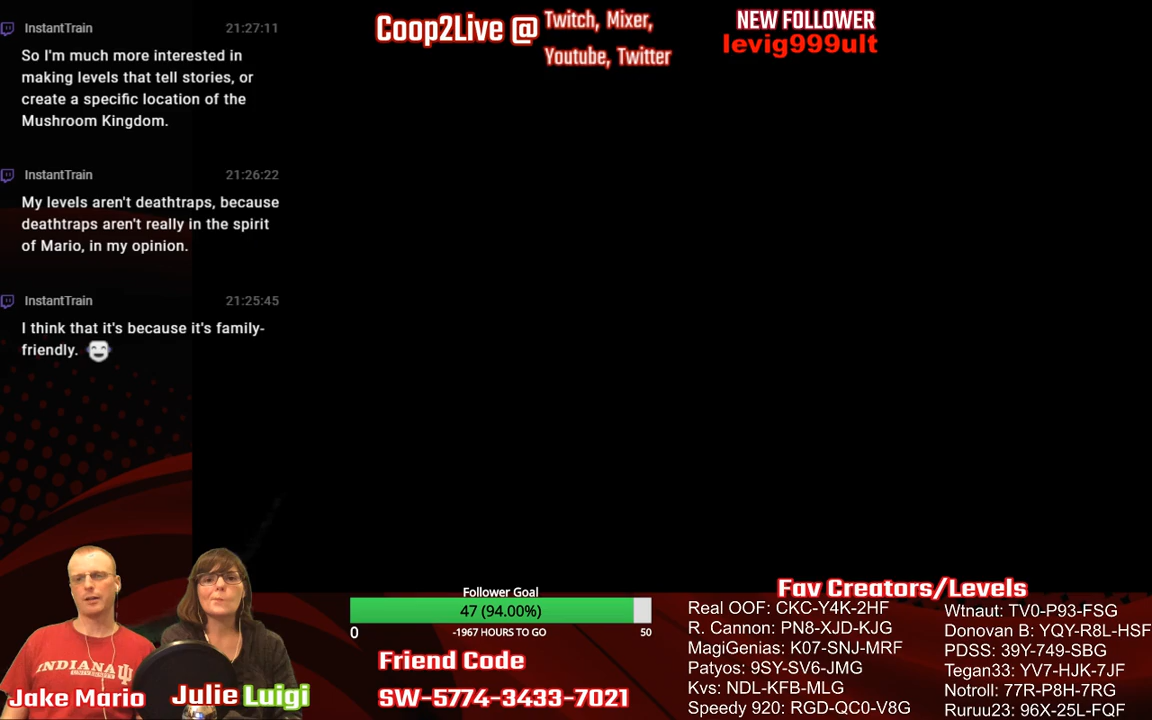 InstantTrain 21:27:11
So I'm much more interested in
making levels that tell stories, or
create a specific location of the
Mushroom Kingdom.
InstantTrain 21:26:22
My levels aren't deathtraps, because
deathtraps aren't really in the spirit
of Mario, in my opinion.
InstantTrain 21:25:45
I think that it's because it's family-
friendly.
Coop2Live @ Twitch, Mixer,
Youtube, Twitter
NEW FOLLOWER
levig999ult
INDIANA
Jake Mario
Julie Luigi
Follower Goal
47 (94.00%)
0 -1967 HOURS TO GO 50
Friend Code
SW-5774-3433-7021
Fav Creators/Levels
Real OOF: CKC-Y4K-2HF
R. Cannon: PN8-XJD-KJG
MagiGenias: K07-SNJ-MRF
Patyos: 9SY-SV6-JMG
Kvs: NDL-KFB-MLG
Speedy 920: RGD-QC0-V8G
Wtnaut: TV0-P93-FSG
Donovan B: YQY-R8L-HSF
PDSS: 39Y-749-SBG
Tegan33: YV7-HJK-7JF
Notroll: 77R-P8H-7RG
Ruruu23: 96X-25L-FQF